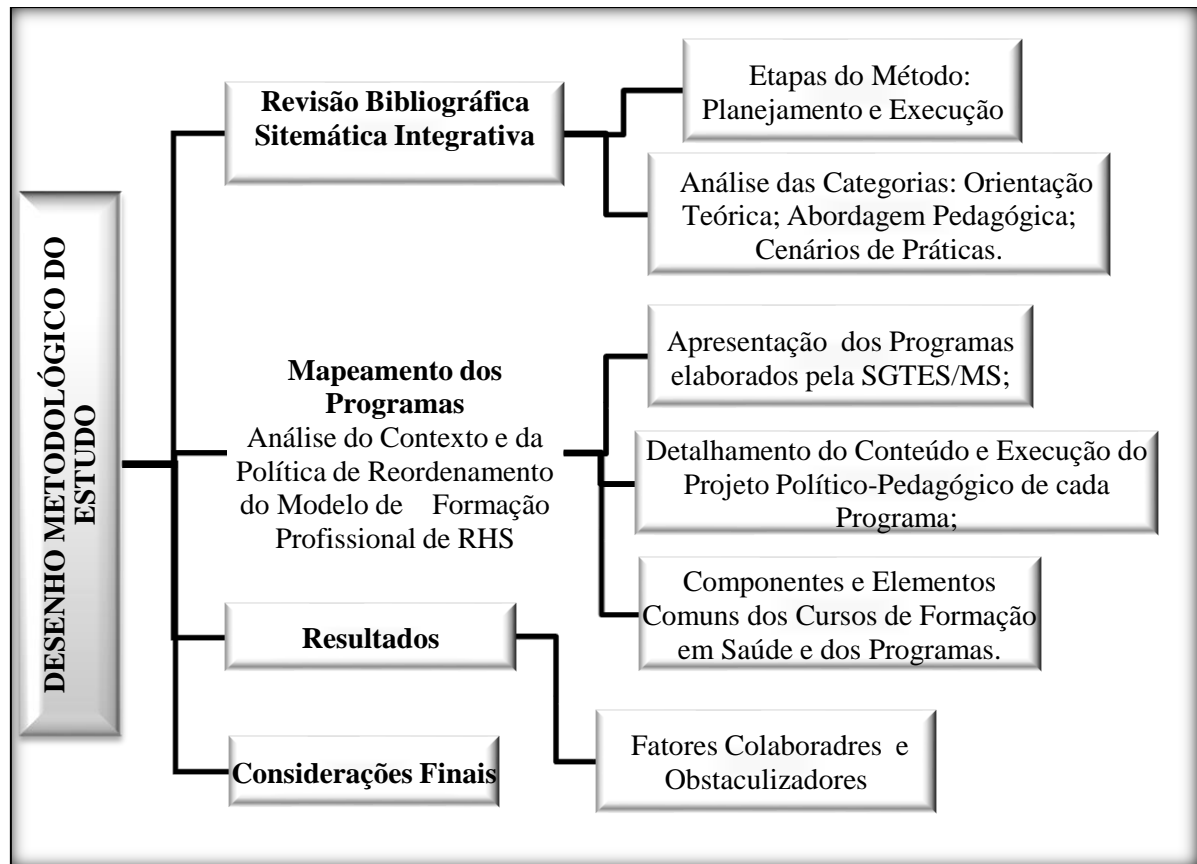 DESENHO METODOLÓGICO DO
ESTUDO
Revisão Bibliográfica
Sitemática Integrativa
Etapas do Método:
Planejamento e Execução
Análise das Categorias: Orientação
Teórica; Abordagem Pedagógica;
Cenários de Práticas.
Mapeamento dos
Programas
Análise do Contexto e da
Política de Reordenamento
do Modelo de Formação
Profissional de RHS
Apresentação dos Programas
elaborados pela SGTES/MS;
Detalhamento do Conteúdo e Execução do
Projeto Político-Pedagógico de cada
Programa;
Componentes e Elementos
Comuns dos Cursos de Formação
em Saúde e dos Programas.
Resultados
Fatores Colaboradres e
Obstaculizadores
Considerações Finais